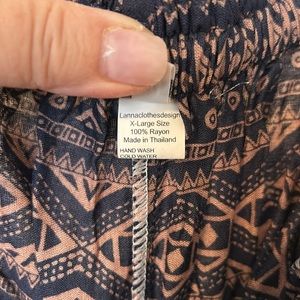 Lannaclothesdesign
X-Large Size
100% Rayon
Made in Thailand
HAND WASH
COLD WATER